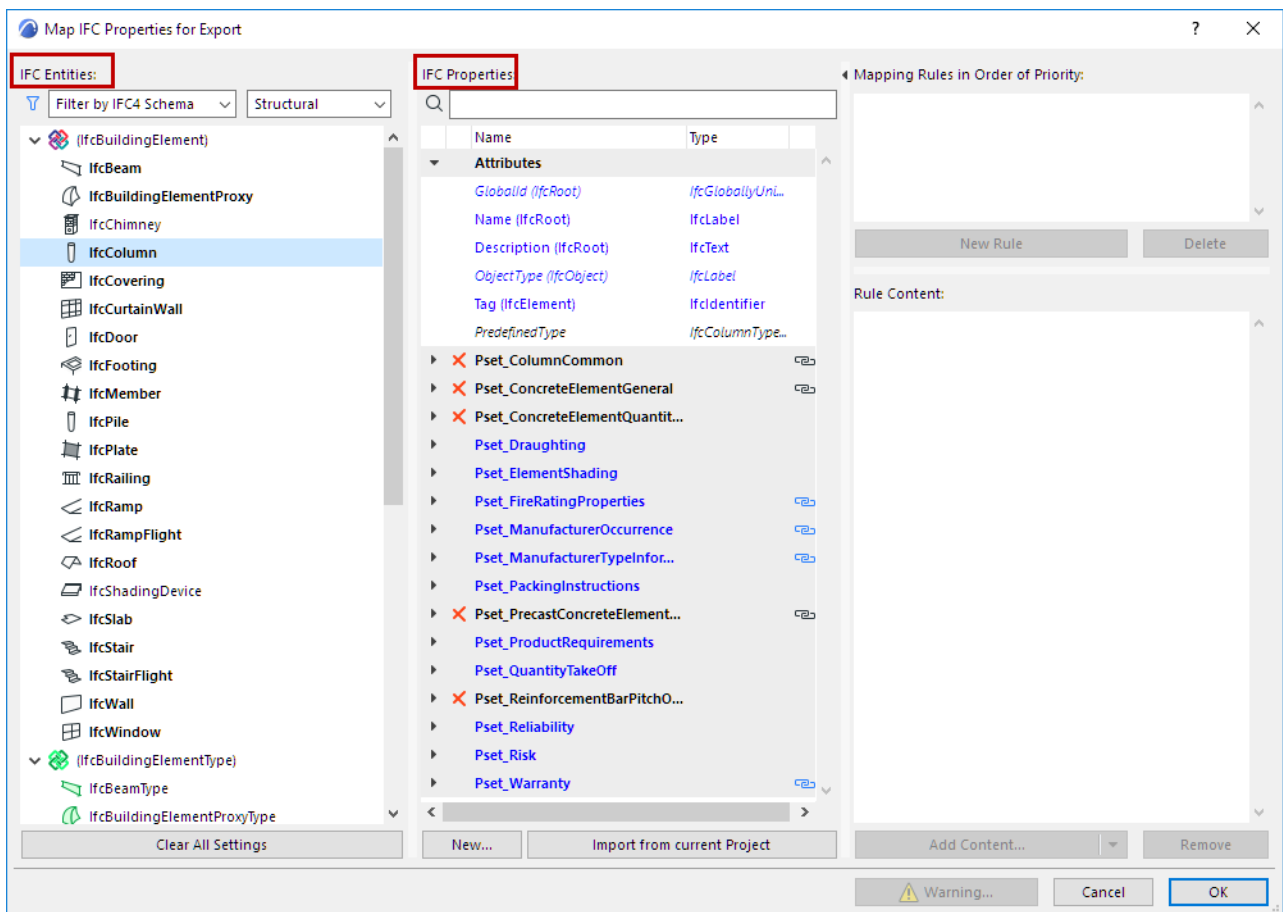 Map IFC Properties for Export
?
IFC Entities:
Filter by IFC4 Schema
Structural
(IfcBuildingElement)
IfcBeam
IfcBuildingElementProxy
IfcChimney
IfcColumn
IfcCovering
IfcCurtainWall
IfcDoor
IfcFooting
IfcMember
IfcPile
IfcPlate
IfcRailing
IfcRamp
IfcRampFlight
IfcRoof
IfcShadingDevice
IfcSlab
IfcStair
IfcStairFlight
IfcWall
IfcWindow
(IfcBuildingElementType)
IfcBeamType
IfcBuildingElementProxyType
Clear All Settings
IFC Properties:
Name Type
Attributes
GlobalId (IfcRoot) IfcGloballyUni...
Name (IfcRoot) IfcLabel
Description (IfcRoot) IfcText
ObjectType (IfcObject) IfcLabel
Tag (IfcElement) IfcIdentifier
PredefinedType IfcColumnType...
Pset_ColumnCommon
Pset_ConcreteElementGeneral
Pset_ConcreteElementQuantit...
Pset_Draughting
Pset_ElementShading
Pset_FireRatingProperties
Pset_ManufacturerOccurrence
Pset_ManufacturerTypeInfor...
Pset_PackingInstructions
Pset_PrecastConcreteElement...
Pset_ProductRequirements
Pset_QuantityTakeOff
Pset_ReinforcementBarPitchO...
Pset_Reliability
Pset_Risk
Pset_Warranty
New...
Import from current Project
Mapping Rules in Order of Priority:
New Rule
Delete
Rule Content:
Add Content...
Remove
Warning...
Cancel
OK